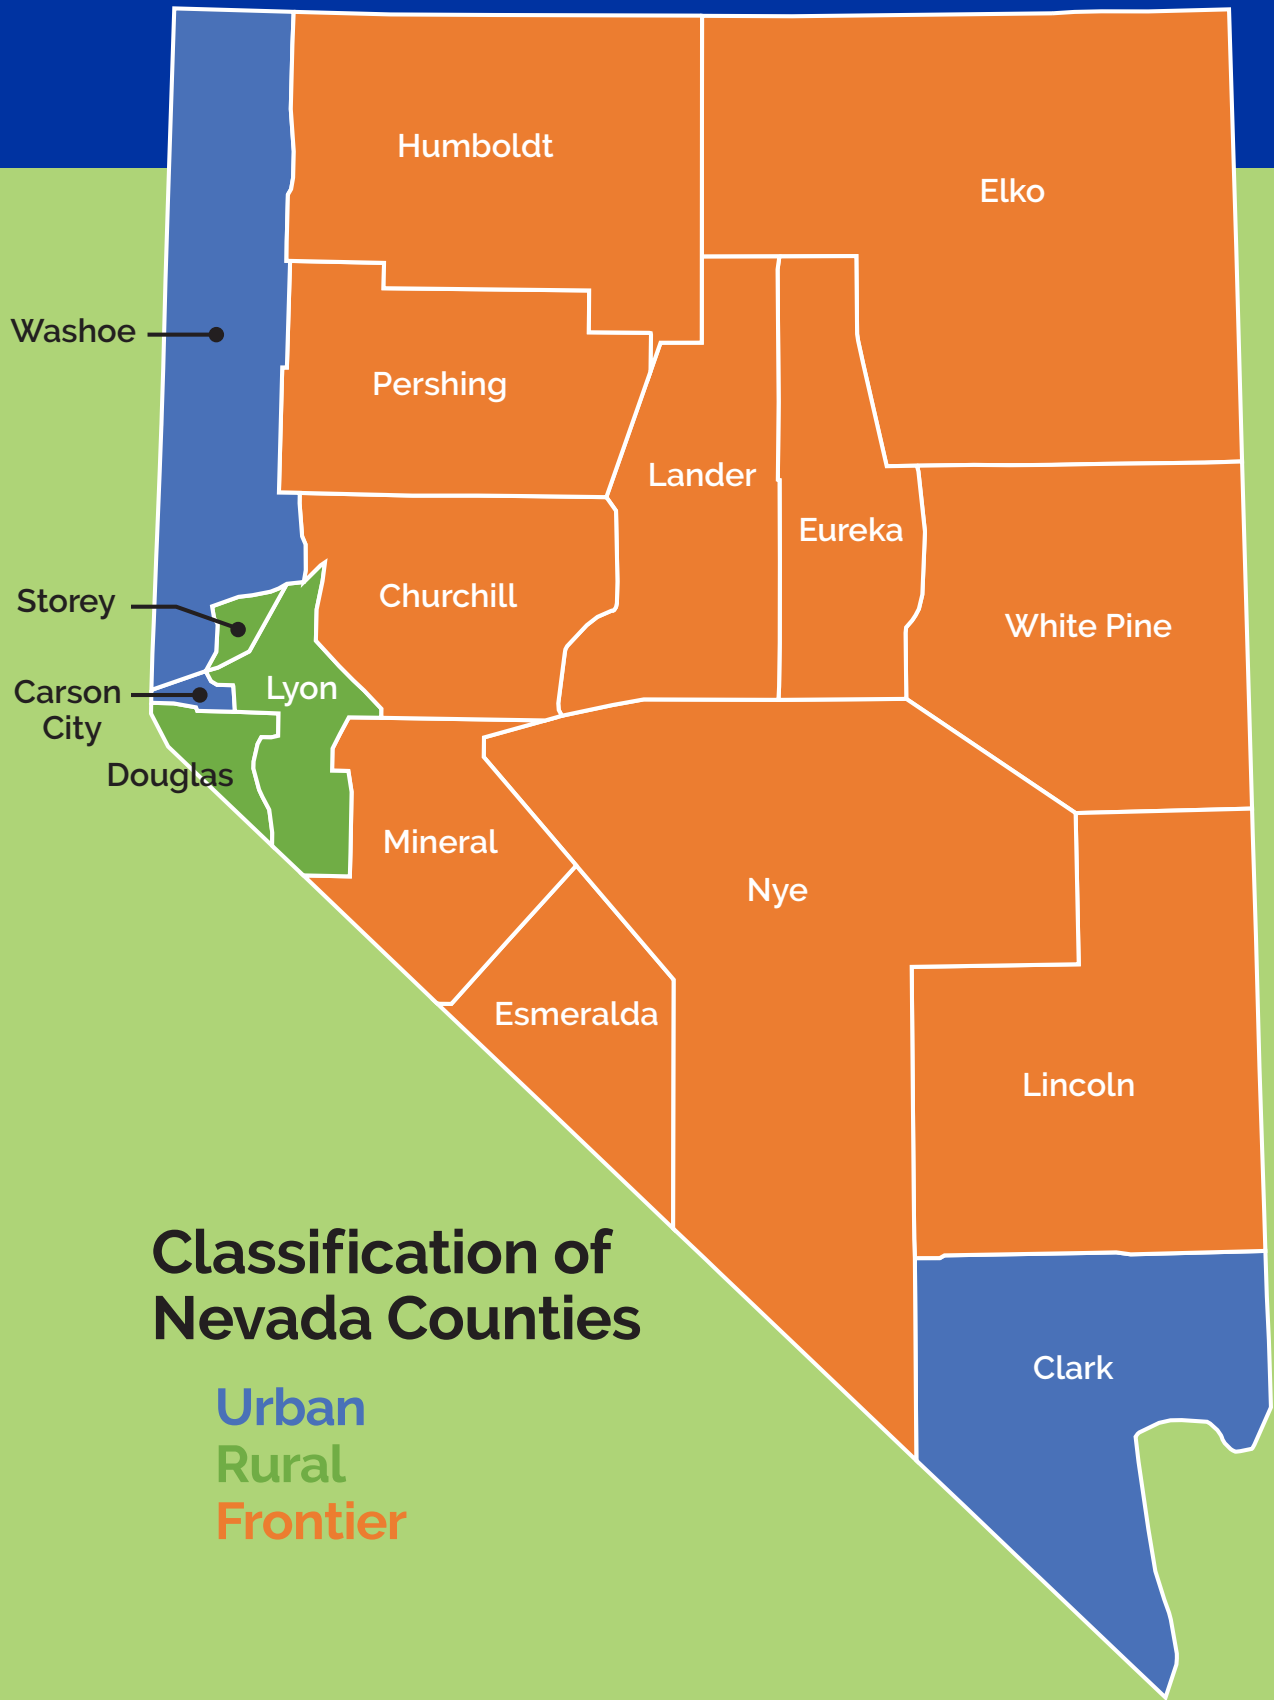 Humboldt
Elko
Washoe
Pershing
Lander
Eureka
Churchill
Storey
White Pine
Lyon
Carson
City
Douglas
Mineral
Nye
Esmeralda
Lincoln
Classification of
Nevada Counties
Clark
Urban
Rural
Frontier